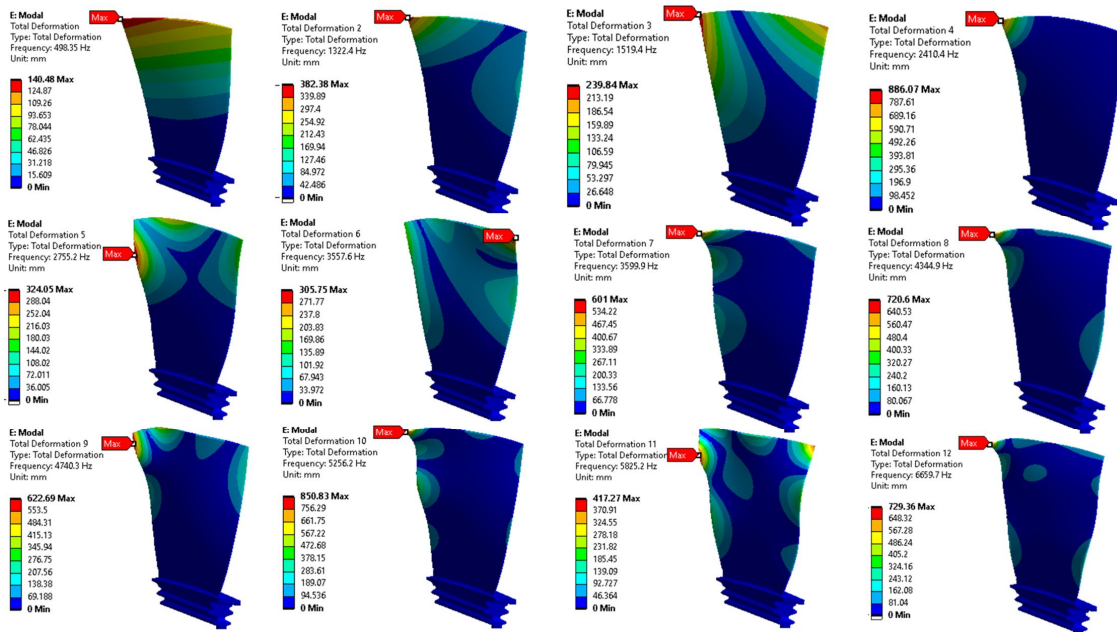 E: Modal
Total Deformation
Type: Total Deformation
Frequency: 498.35 Hz
Unit: mm
140.48 Max
124.87
109.26
93.653
78.044
62.435
46.826
31.218
15.609
0 Min
Max
E: Modal
Total Deformation 2
Type: Total Deformation
Frequency: 1322.4 Hz
Unit: mm
382.38 Max
339.89
297.4
254.92
212.43
169.94
127.46
84.972
42.486
0 Min
Max
E: Modal
Total Deformation 3
Type: Total Deformation
Frequency: 1519.4 Hz
Unit: mm
239.84 Max
213.19
186.54
159.89
133.24
106.59
79.945
53.297
26.648
0 Min
Max
E: Modal
Total Deformation 4
Type: Total Deformation
Frequency: 2410.4 Hz
Unit: mm
886.07 Max
787.61
689.16
590.71
492.26
393.81
295.36
196.9
98.452
0 Min
Max
E: Modal
Total Deformation 5
Type: Total Deformation
Frequency: 2755.2 Hz
Unit: mm
324.05 Max
288.04
252.04
216.03
180.03
144.02
108.02
72.011
36.005
0 Min
Max
E: Modal
Total Deformation 6
Type: Total Deformation
Frequency: 3557.6 Hz
Unit: mm
305.75 Max
271.77
237.8
203.83
169.86
135.89
101.92
67.943
33.972
0 Min
Max
E: Modal
Total Deformation 7
Type: Total Deformation
Frequency: 3599.9 Hz
Unit: mm
601 Max
534.22
467.45
400.67
333.89
267.11
200.33
133.56
66.778
0 Min
Max
E: Modal
Total Deformation 8
Type: Total Deformation
Frequency: 4344.9 Hz
Unit: mm
720.6 Max
640.53
560.47
480.4
400.33
320.27
240.2
160.13
80.067
0 Min
Max
E: Modal
Total Deformation 9
Type: Total Deformation
Frequency: 4740.3 Hz
Unit: mm
622.69 Max
553.5
484.31
415.13
345.94
276.75
207.56
138.38
69.188
0 Min
Max
E: Modal
Total Deformation 10
Type: Total Deformation
Frequency: 5256.2 Hz
Unit: mm
850.83 Max
756.29
661.75
567.22
472.68
378.15
283.61
189.07
94.536
0 Min
Max
E: Modal
Total Deformation 11
Type: Total Deformation
Frequency: 5825.2 Hz
Unit: mm
417.27 Max
370.91
324.55
278.18
231.82
185.45
139.09
92.727
46.364
0 Min
Max
E: Modal
Total Deformation 12
Type: Total Deformation
Frequency: 6659.7 Hz
Unit: mm
729.36 Max
648.32
567.28
486.24
405.2
324.16
243.12
162.08
81.04
0 Min
Max